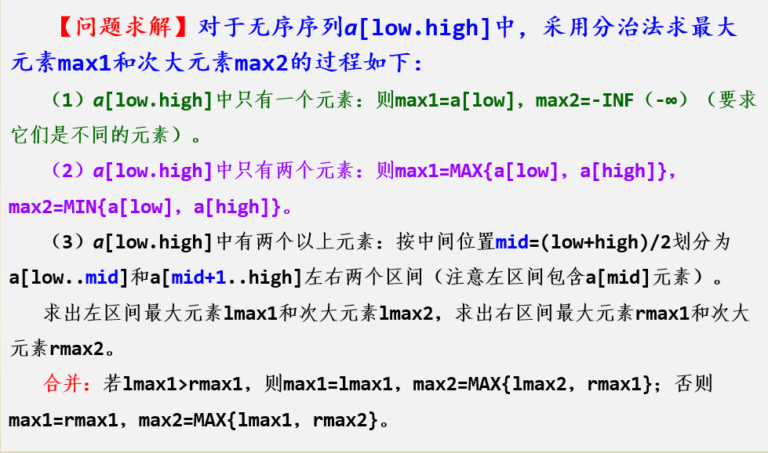 【问题求解】对于无序序列a[low.high]中，采用分治法求最大
元素max1和次大元素max2的过程如下：
（1）a[low.high]中只有一个元素：则max1=a[low]，max2=-INF（-∞）（要求
它们是不同的元素）。
（2）a[low.high]中只有两个元素：则max1=MAX{a[low]，a[high]}，
max2=MIN{a[low]，a[high]}。
（3）a[low.high]中有两个以上元素：按中间位置mid=(low+high)/2划分为
a[low..mid]和a[mid+1..high]左右两个区间（注意左区间包含a[mid]元素）。
求出左区间最大元素lmax1和次大元素lmax2，求出右区间最大元素rmax1和次大
元素rmax2。
合并：若lmax1>rmax1，则max1=lmax1，max2=MAX{lmax2，rmax1}；否则
max1=rmax1，max2=MAX{lmax1，rmax2}。